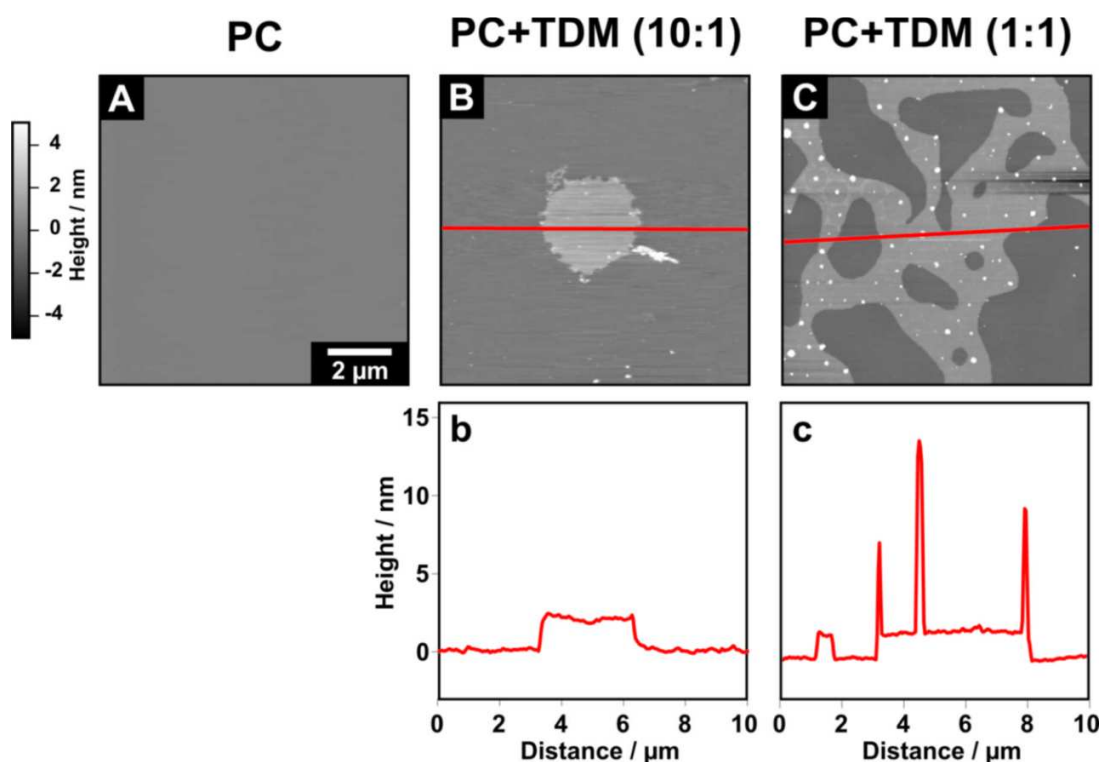 PC PC+TDM (10:1) PC+TDM (1:1)
A B C
4
2
0
-2
-4
Height / nm
2 µm
b c
15
10
5
0
Height / nm
0 2 4 6 8 10 0 2 4 6 8 10
Distance / µm Distance / µm